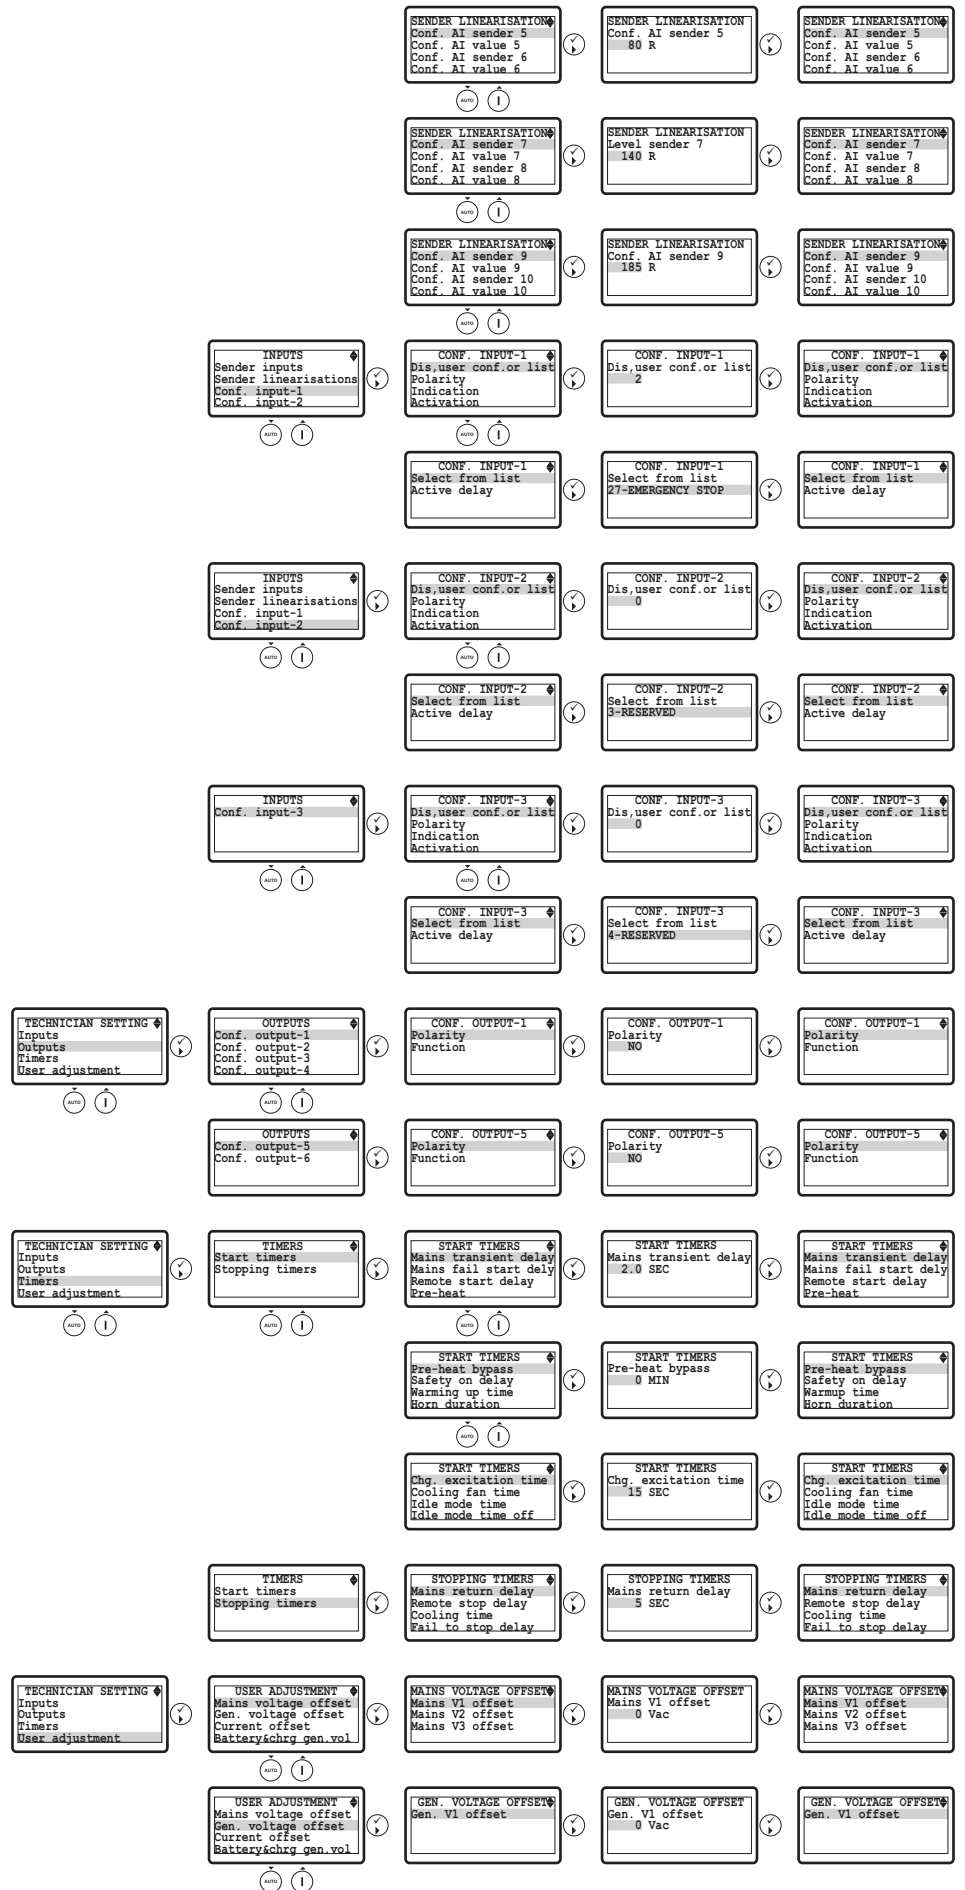 SENDER LINEARISATION
Conf. AI sender 5
Conf. AI value 5
Conf. AI sender 6
Conf. AI value 6
SENDER LINEARISATION
Conf. AI sender 5
80 R
SENDER LINEARISATION
Conf. AI sender 5
Conf. AI value 5
Conf. AI sender 6
Conf. AI value 6
AUTO I
SENDER LINEARISATION
Conf. AI sender 7
Conf. AI value 7
Conf. AI sender 8
Conf. AI value 8
SENDER LINEARISATION
Level sender 7
140 R
SENDER LINEARISATION
Conf. AI sender 7
Conf. AI value 7
Conf. AI sender 8
Conf. AI value 8
AUTO I
SENDER LINEARISATION
Conf. AI sender 9
Conf. AI value 9
Conf. AI sender 10
Conf. AI value 10
SENDER LINEARISATION
Conf. AI sender 9
185 R
SENDER LINEARISATION
Conf. AI sender 9
Conf. AI value 9
Conf. AI sender 10
Conf. AI value 10
AUTO I
INPUTS
Sender inputs
Sender linearisations
Conf. input-1
Conf. input-2
CONF. INPUT-1
Dis,user conf.or list
Polarity
Indication
Activation
CONF. INPUT-1
Dis,user conf.or list
2
CONF. INPUT-1
Dis,user conf.or list
Polarity
Indication
Activation
AUTO I
AUTO I
CONF. INPUT-1
Select from list
Active delay
CONF. INPUT-1
Select from list
27-EMERGENCY STOP
CONF. INPUT-1
Select from list
Active delay
INPUTS
Sender inputs
Sender linearisations
Conf. input-1
Conf. input-2
CONF. INPUT-2
Dis,user conf.or list
Polarity
Indication
Activation
CONF. INPUT-2
Dis,user conf.or list
0
CONF. INPUT-2
Dis,user conf.or list
Polarity
Indication
Activation
AUTO I
AUTO I
CONF. INPUT-2
Select from list
Active delay
CONF. INPUT-2
Select from list
3-RESERVED
CONF. INPUT-2
Select from list
Active delay
INPUTS
Conf. input-3
CONF. INPUT-3
Dis,user conf.or list
Polarity
Indication
Activation
CONF. INPUT-3
Dis,user conf.or list
0
CONF. INPUT-3
Dis,user conf.or list
Polarity
Indication
Activation
AUTO I
AUTO I
CONF. INPUT-3
Select from list
Active delay
CONF. INPUT-3
Select from list
4-RESERVED
CONF. INPUT-3
Select from list
Active delay
TECHNICIAN SETTING
Inputs
Outputs
Timers
User adjustment
OUTPUTS
Conf. output-1
Conf. output-2
Conf. output-3
Conf. output-4
CONF. OUTPUT-1
Polarity
Function
CONF. OUTPUT-1
Polarity
NO
CONF. OUTPUT-1
Polarity
Function
AUTO I
AUTO I
OUTPUTS
Conf. output-5
Conf. output-6
CONF. OUTPUT-5
Polarity
Function
CONF. OUTPUT-5
Polarity
NO
CONF. OUTPUT-5
Polarity
Function
TECHNICIAN SETTING
Inputs
Outputs
Timers
User adjustment
TIMERS
Start timers
Stopping timers
START TIMERS
Mains transient delay
Mains fail start dely
Remote start delay
Pre-heat
START TIMERS
Mains transient delay
2.0 SEC
START TIMERS
Mains transient delay
Mains fail start dely
Remote start delay
Pre-heat
AUTO I
AUTO I
AUTO I
START TIMERS
Pre-heat bypass
Safety on delay
Warming up time
Horn duration
START TIMERS
Pre-heat bypass
0 MIN
START TIMERS
Pre-heat bypass
Safety on delay
Warmup time
Horn duration
AUTO I
START TIMERS
Chg. excitation time
Cooling fan time
Idle mode time
Idle mode time off
START TIMERS
Chg. excitation time
15 SEC
START TIMERS
Chg. excitation time
Cooling fan time
Idle mode time
Idle mode time off
TIMERS
Start timers
Stopping timers
STOPPING TIMERS
Mains return delay
Remote stop delay
Cooling time
Fail to stop delay
STOPPING TIMERS
Mains return delay
5 SEC
STOPPING TIMERS
Mains return delay
Remote stop delay
Cooling time
Fail to stop delay
TECHNICIAN SETTING
Inputs
Outputs
Timers
User adjustment
USER ADJUSTMENT
Mains voltage offset
Gen. voltage offset
Current offset
Battery&chrg gen.vol
MAINS VOLTAGE OFFSET
Mains V1 offset
Mains V2 offset
Mains V3 offset
MAINS VOLTAGE OFFSET
Mains V1 offset
0 Vac
MAINS VOLTAGE OFFSET
Mains V1 offset
Mains V2 offset
Mains V3 offset
AUTO I
USER ADJUSTMENT
Mains voltage offset
Gen. voltage offset
Current offset
Battery&chrg gen.vol
GEN. VOLTAGE OFFSET
Gen. V1 offset
GEN. VOLTAGE OFFSET
Gen. V1 offset
0 Vac
GEN. VOLTAGE OFFSET
Gen. V1 offset
AUTO I